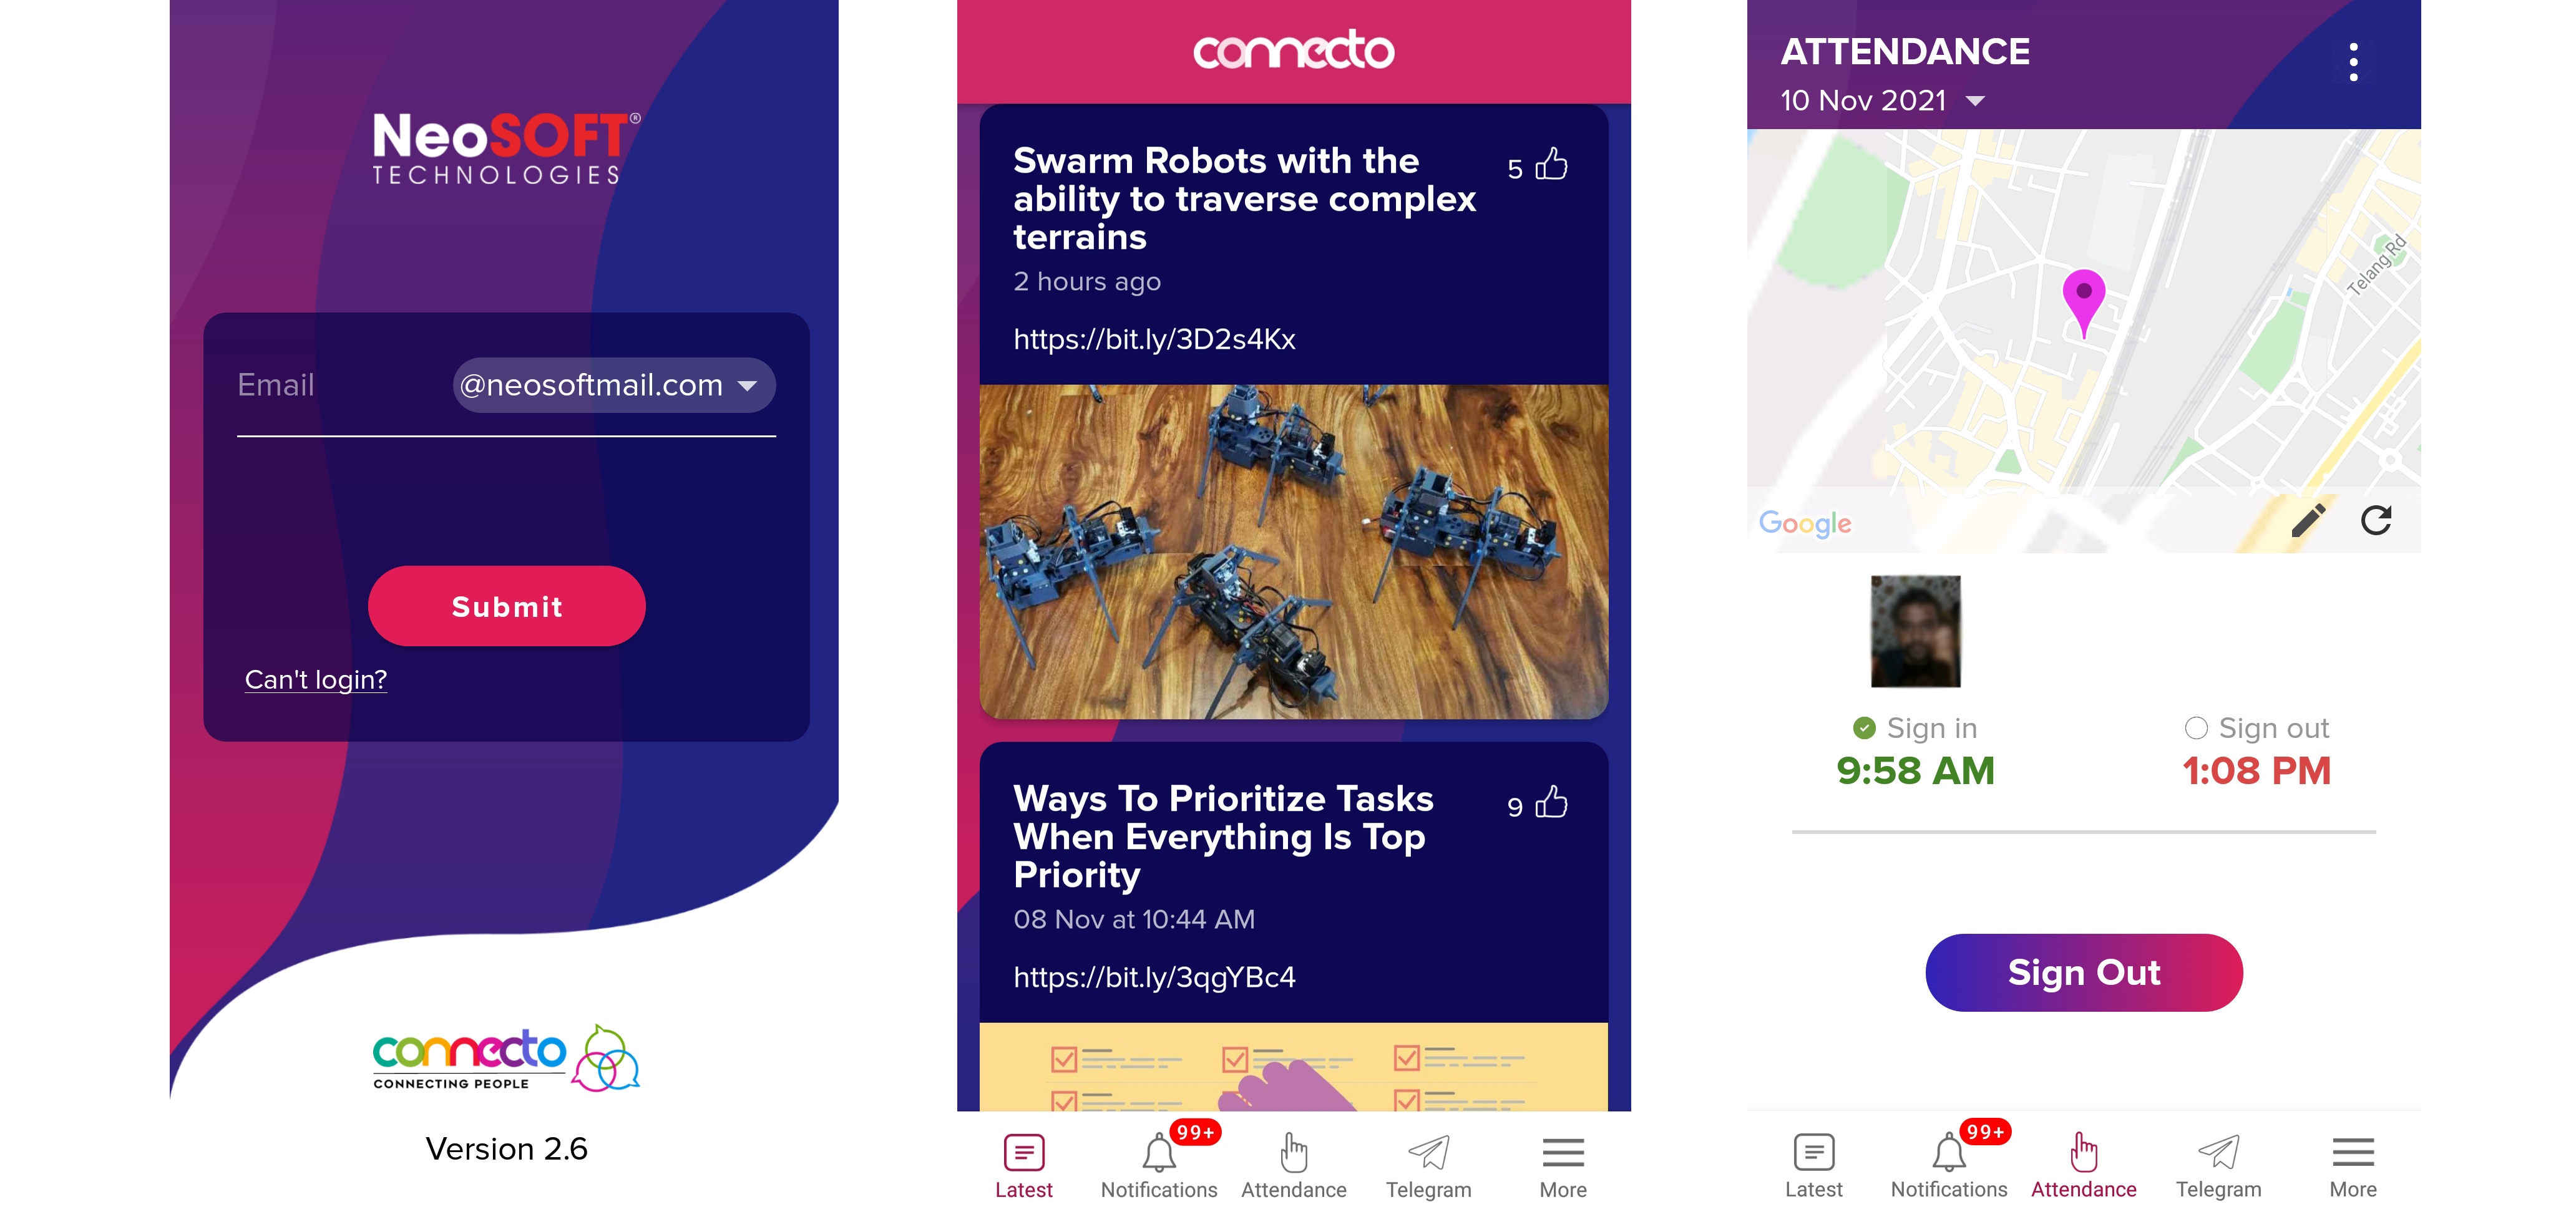 NeoSOFT®
TECHNOLOGIES
Email
@neosoftmail.com
Submit
Can't login?
connecto
CONNECTING PEOPLE
Version 2.6
connecto
Swarm Robots with the
ability to traverse complex
terrains
5
2 hours ago
https://bit.ly/3D2s4Kx
Ways To Prioritize Tasks
When Everything Is Top
Priority
9
08 Nov at 10:44 AM
https://bit.ly/3qgYBc4
99+
Latest
Notifications
Attendance
Telegram
More
ATTENDANCE
10 Nov 2021
Telang Rd
Google
Sign in
9:58 AM
Sign out
1:08 PM
Sign Out
99+
Latest
Notifications
Attendance
Telegram
More